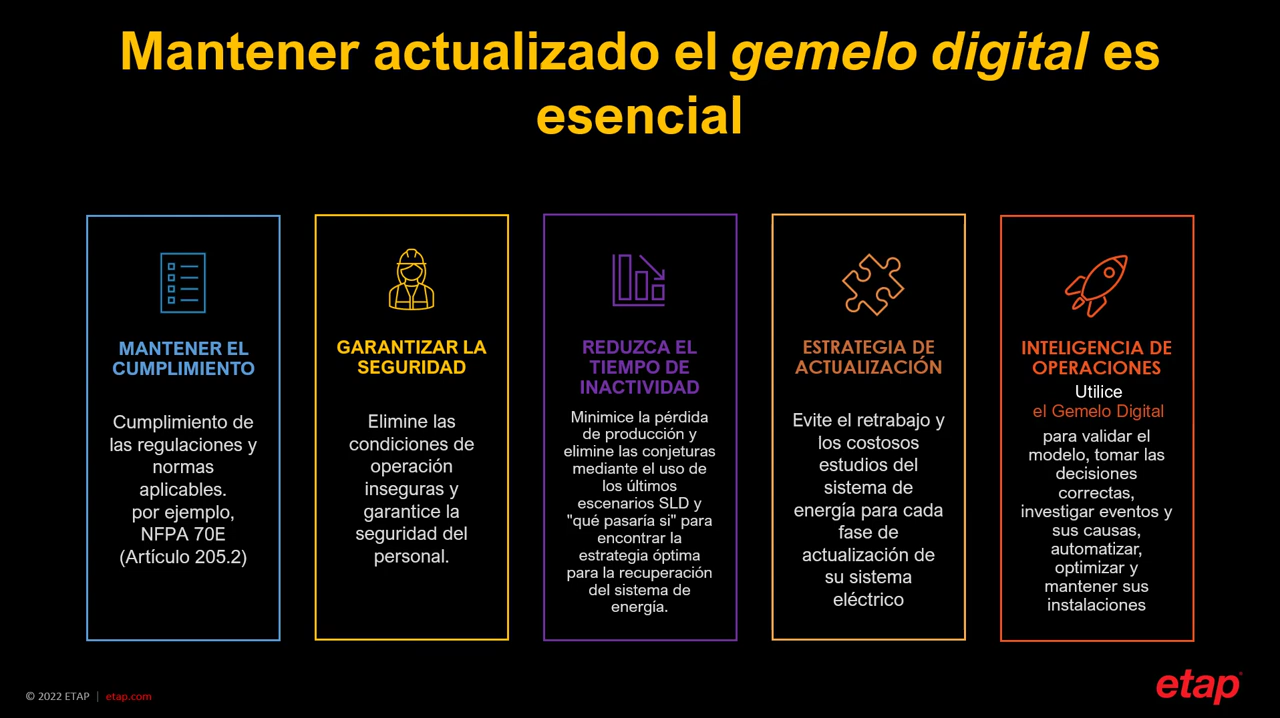 Mantener actualizado el gemelo digital es
esencial
MANTENER EL
CUMPLIMIENTO
Cumplimiento de
las regulaciones y
normas
aplicables.
por ejemplo,
NFPA 70E
(Artículo 205.2)
GARANTIZAR LA
SEGURIDAD
Elimine las
condiciones de
operación
inseguras y
garantice la
seguridad del
personal.
REDUZCA EL
TIEMPO DE
INACTIVIDAD
Minimice la pérdida
de producción y
elimine las conjeturas
mediante el uso de
los últimos
escenarios SLD y
"qué pasaría si" para
encontrar la
estrategia óptima
para la recuperación
del sistema de
energía.
ESTRATEGIA DE
ACTUALIZACIÓN
Evite el retrabajo y
los costosos
estudios del
sistema de
energía para cada
fase de
actualización de
su sistema
eléctrico
INTELIGENCIA DE
OPERACIONES
Utilice
el Gemelo Digital
para validar el
modelo, tomar las
decisiones
correctas,
investigar eventos y
sus causas,
automatizar,
optimizar y
mantener sus
instalaciones
© 2022 ETAP | etap.com
etap